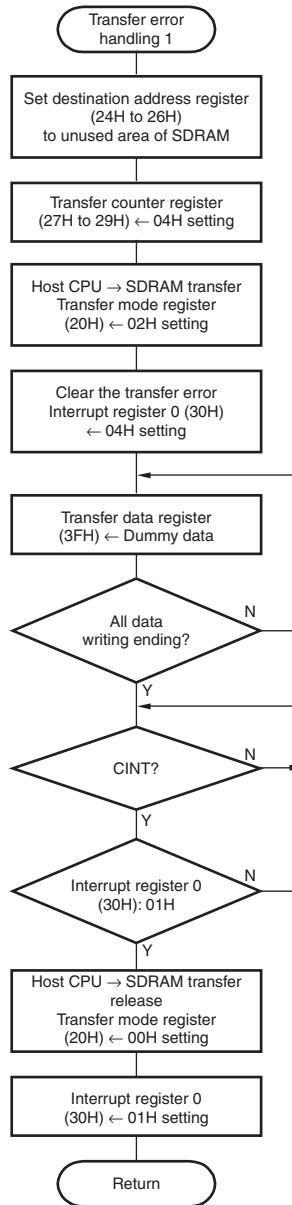 Transfer error
handling 1
Set destination address register
(24H to 26H)
to unused area of SDRAM
Transfer counter register
(27H to 29H) ← 04H setting
Host CPU → SDRAM transfer
Transfer mode register
(20H) ← 02H setting
Clear the transfer error
Interrupt register 0 (30H)
← 04H setting
Transfer data register
(3FH) ← Dummy data
All data
writing ending?
N
Y
CINT?
N
Y
Interrupt register 0
(30H): 01H
N
Y
Host CPU → SDRAM transfer
release
Transfer mode register
(20H) ← 00H setting
Interrupt register 0
(30H) ← 01H setting
Return